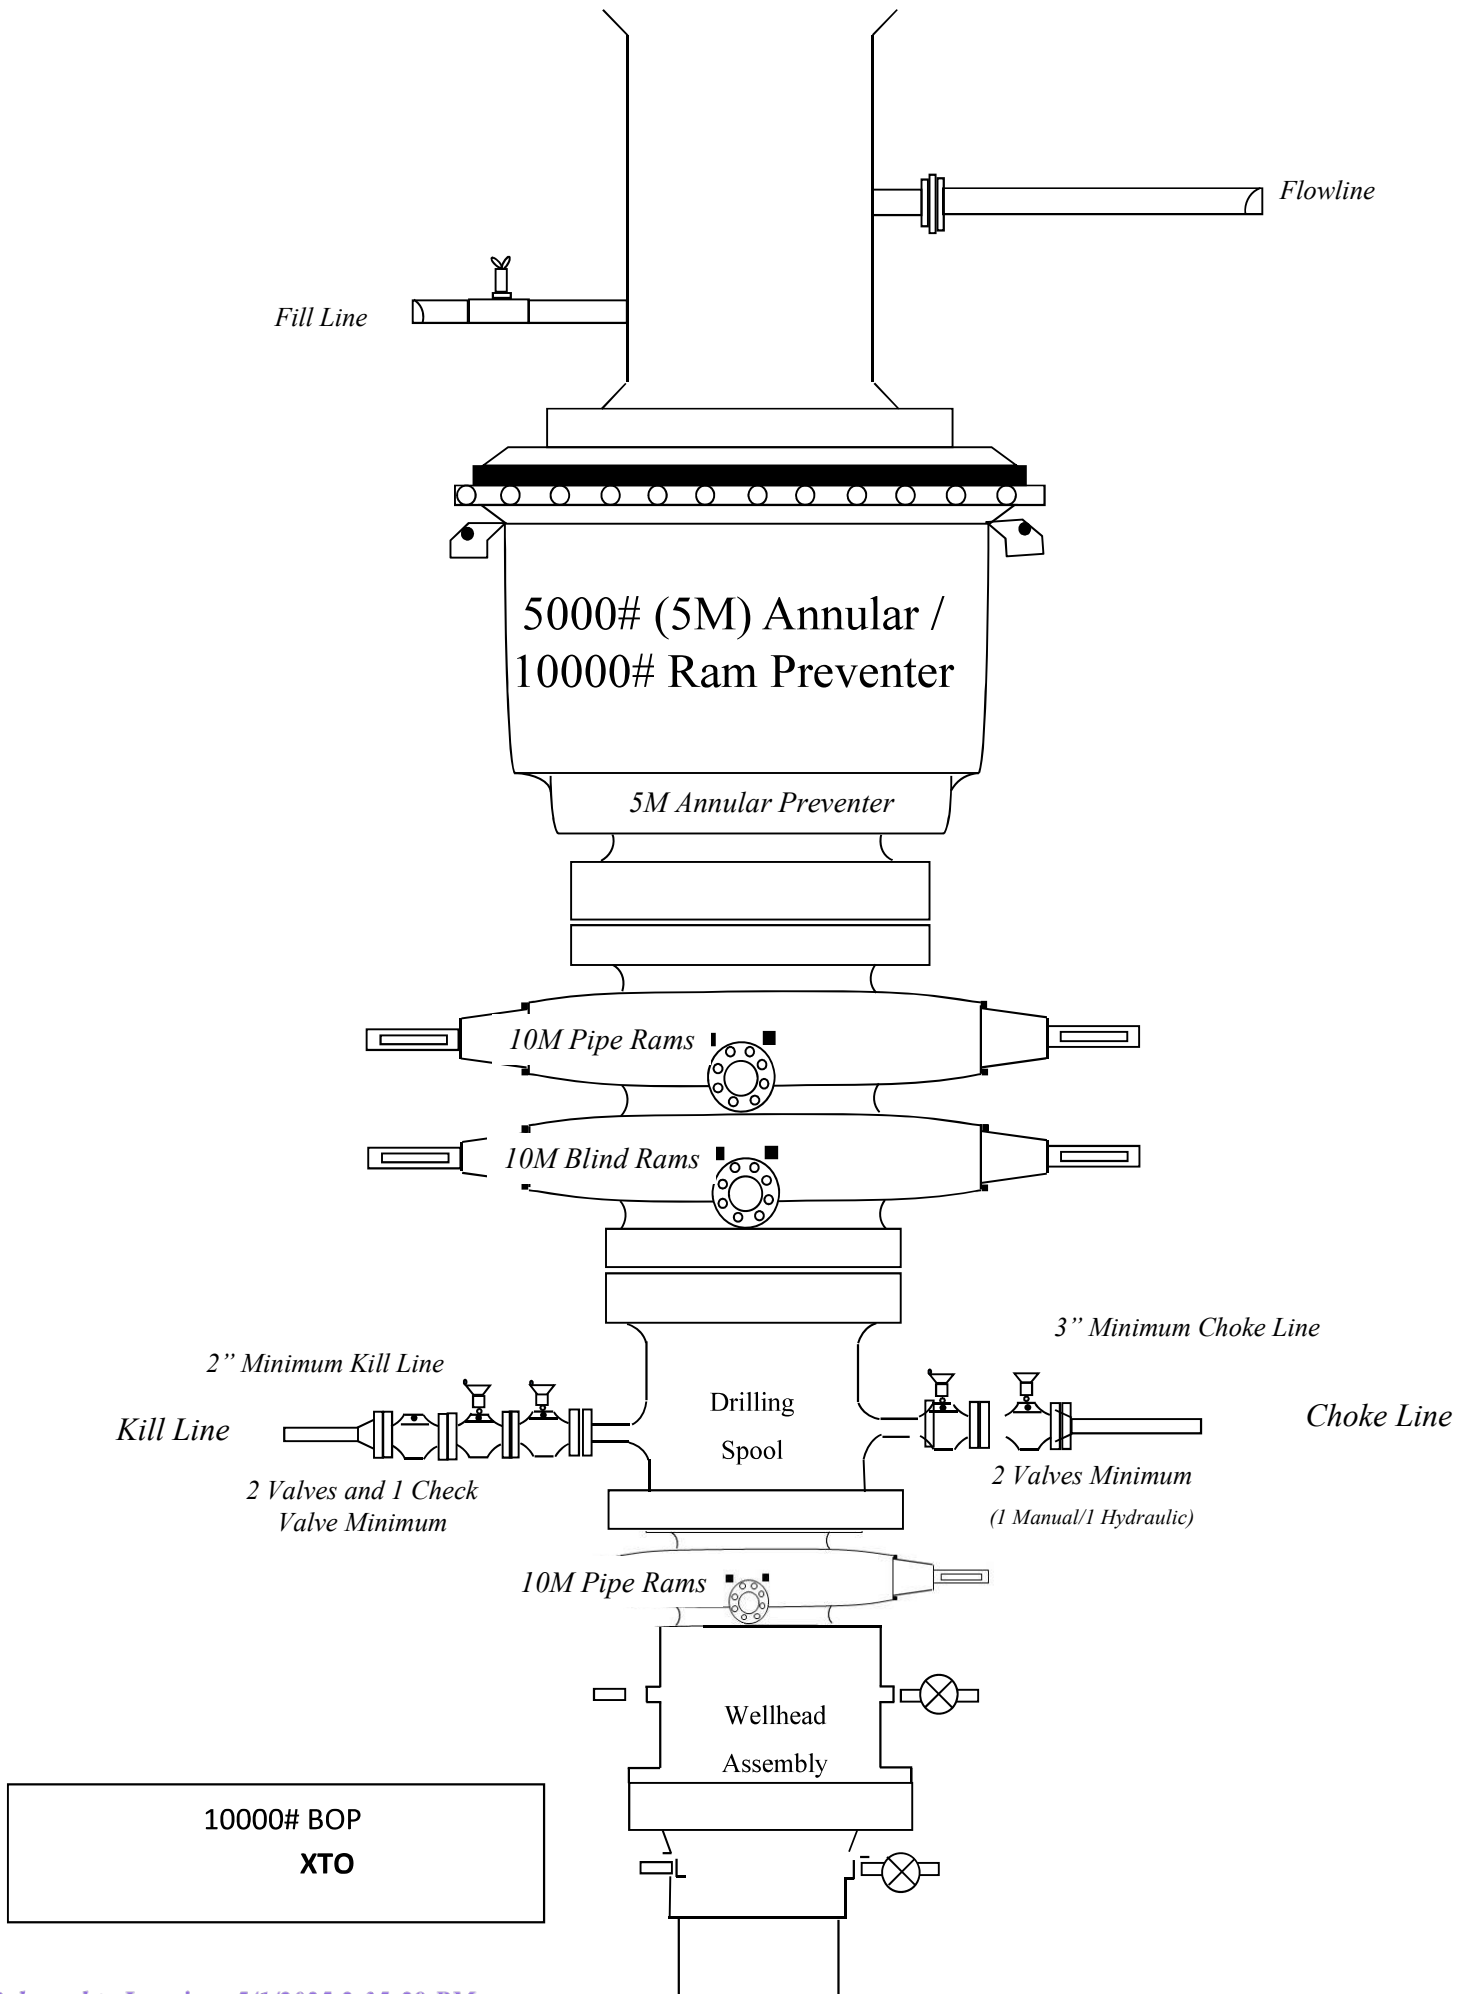 Flowline
Fill Line
5000# (5M) Annular /
10000# Ram Preventer
5M Annular Preventer
10M Pipe Rams
10M Blind Rams
3” Minimum Choke Line
2” Minimum Kill Line
Drilling
Spool
Kill Line
Choke Line
2 Valves and 1 Check
Valve Minimum
2 Valves Minimum
(1 Manual/1 Hydraulic)
10M Pipe Rams
Wellhead
Assembly
10000# BOP
XTO